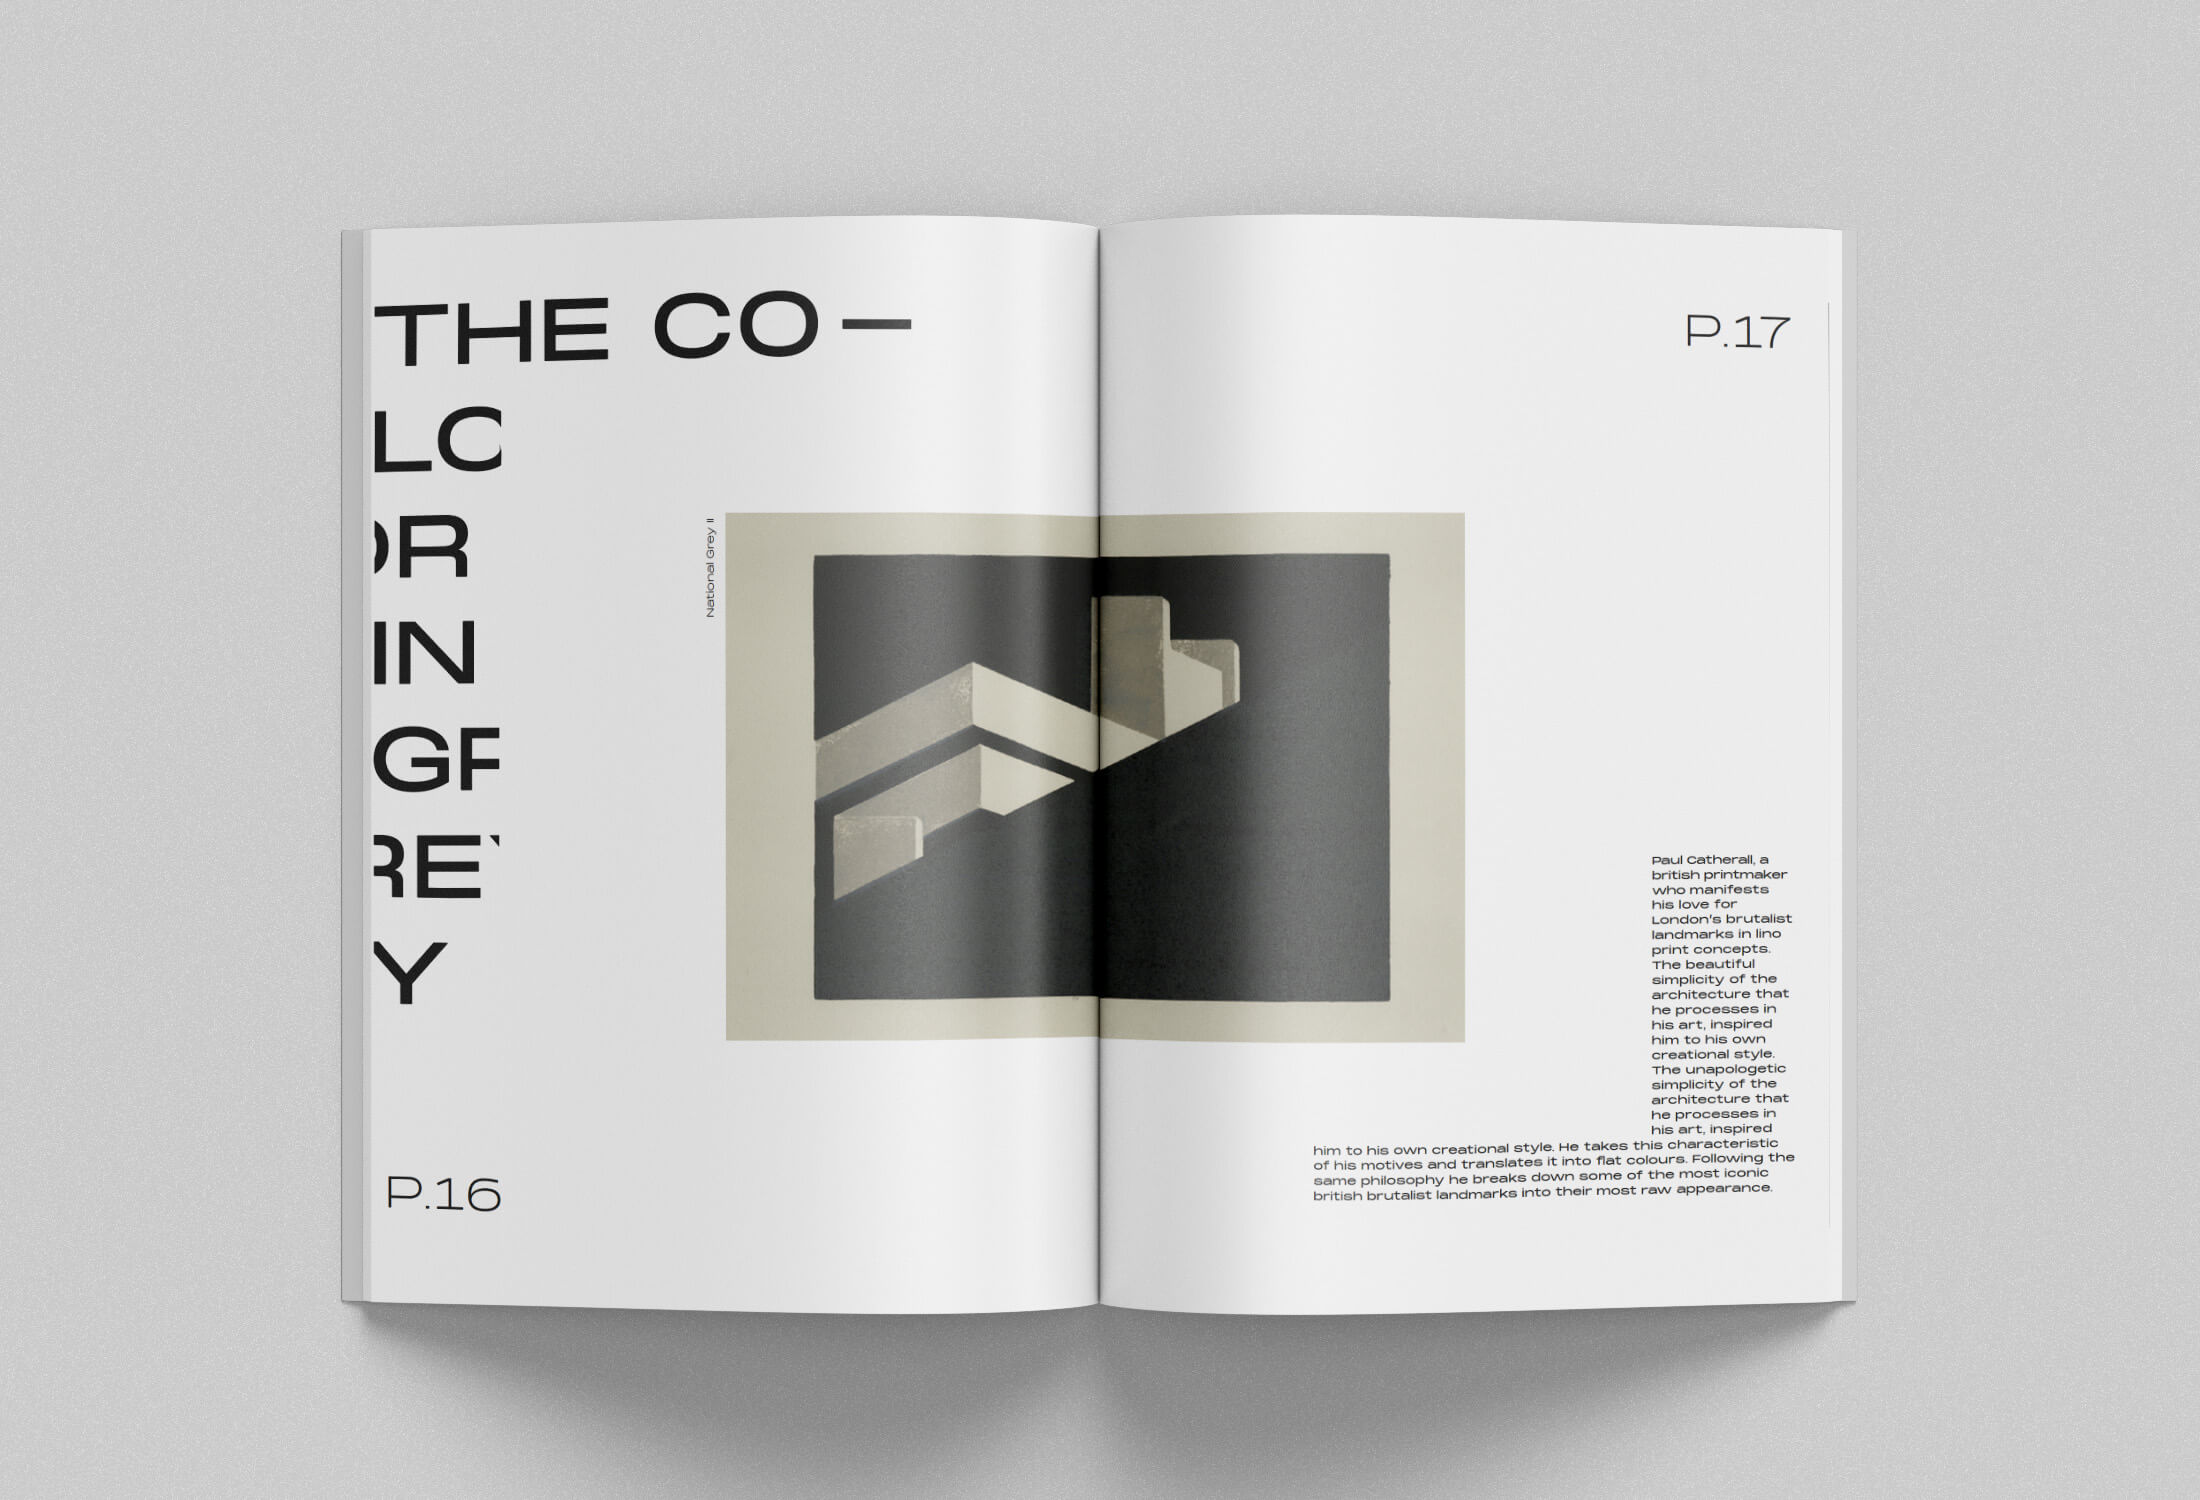 THE CO—
LO
OR
IN
GR
REY
Y
National Grey II
P.16
P.17
Paul Catherall, a
british printmaker
who manifests
his love for
London's brutalist
landmarks in lino
print concepts.
The beautiful
simplicity of the
architecture that
he processes in
his art, inspired
him to his own
creational style.
The unapologetic
simplicity of the
architecture that
he processes in
his art, inspired
him to his own creational style. He takes this characteristic
of his motives and translates it into flat colours. Following the
same philosophy he breaks down some of the most iconic
british brutalist landmarks into their most raw appearance.